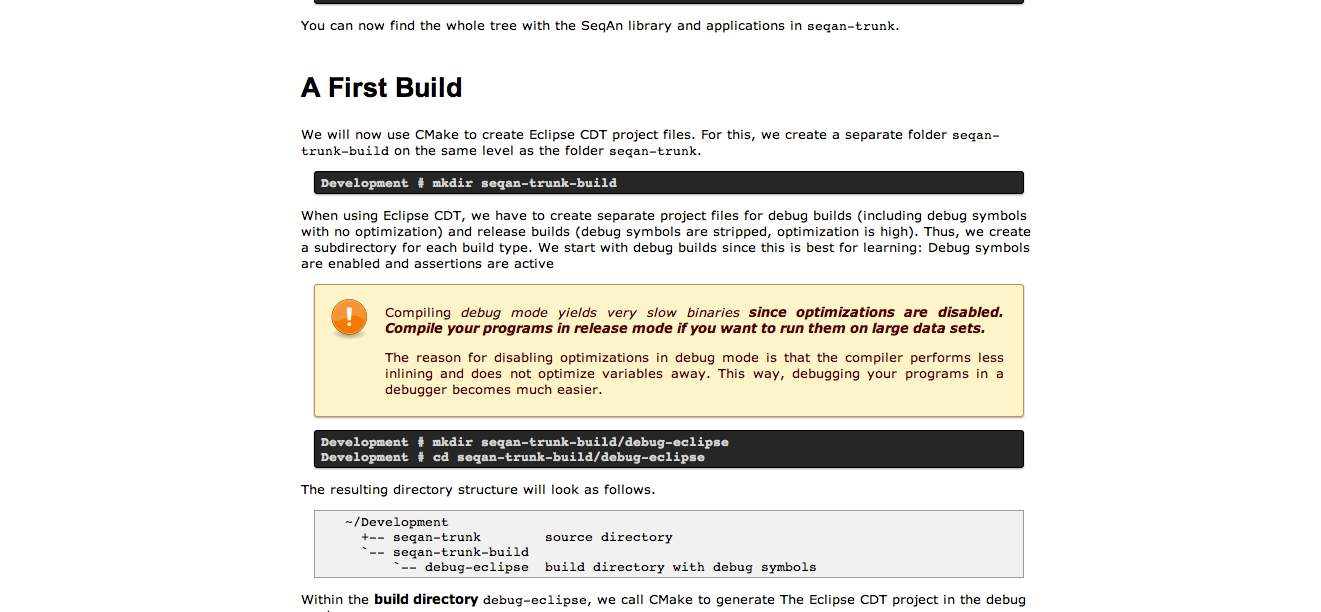 You can now find the whole tree with the SeqAn library and applications in seqan-trunk.
A First Build
We will now use CMake to create Eclipse CDT project files. For this, we create a separate folder seqan-
trunk-build on the same level as the folder seqan-trunk.
Development # mkdir seqan-trunk-build
When using Eclipse CDT, we have to create separate project files for debug builds (including debug symbols
with no optimization) and release builds (debug symbols are stripped, optimization is high). Thus, we create
a subdirectory for each build type. We start with debug builds since this is best for learning: Debug symbols
are enabled and assertions are active
Compiling debug mode yields very slow binaries since optimizations are disabled.
Compile your programs in release mode if you want to run them on large data sets.
The reason for disabling optimizations in debug mode is that the compiler performs less
inlining and does not optimize variables away. This way, debugging your programs in a
debugger becomes much easier.
Development # mkdir seqan-trunk-build/debug-eclipse
Development # cd seqan-trunk-build/debug-eclipse
The resulting directory structure will look as follows.
~/Development
+-- seqan-trunk        source directory
`-- seqan-trunk-build
`-- debug-eclipse  build directory with debug symbols
Within the build directory debug-eclipse, we call CMake to generate The Eclipse CDT project in the debug